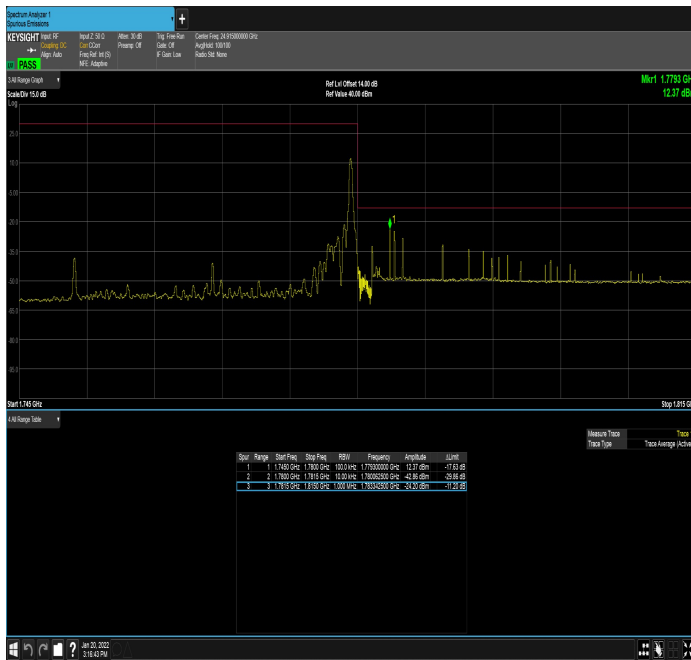 Spectrum Analyzer 1
Spurious Emissions
KEYSIGHT Input: RF Input Z: 50 Ω Atten: 30 dB Trig: Free Run Center Freq: 24.915000000 GHz
Coupling: DC Corr CCorr Preamp: Off Gate: Off Avg|Hold: 100/100
Align: Auto Freq Ref: Int (S) IF Gain: Low Radio Std: None
PASS NFE: Adaptive
3 All Range Graph
Ref Lvl Offset 14.00 dB Mkr1 1.7793 GH
Scale/Div 15.0 dB Ref Value 40.00 dBm 12.37 dB
Log
25.0
10.0
-5.00
-20.0
-35.0
-50.0
-65.0
-80.0
-95.0
1
Start 1.745 GHz Stop 1.815 G
4 All Range Table
Measure Trace Trace
Trace Type Trace Average (Active
Spur Range Start Freq Stop Freq RBW Frequency Amplitude ΔLimit
1 1 1.7450 GHz 1.7800 GHz 100.0 kHz 1.779300000 GHz 12.37 dBm -17.63 dB
2 2 1.7800 GHz 1.7815 GHz 10.00 kHz 1.780062500 GHz -42.86 dBm -29.86 dB
3 3 1.7815 GHz 1.8150 GHz 1.000 MHz 1.783342500 GHz -24.20 dBm -11.20 dB
?
Jan 20, 2022
3:16:43 PM